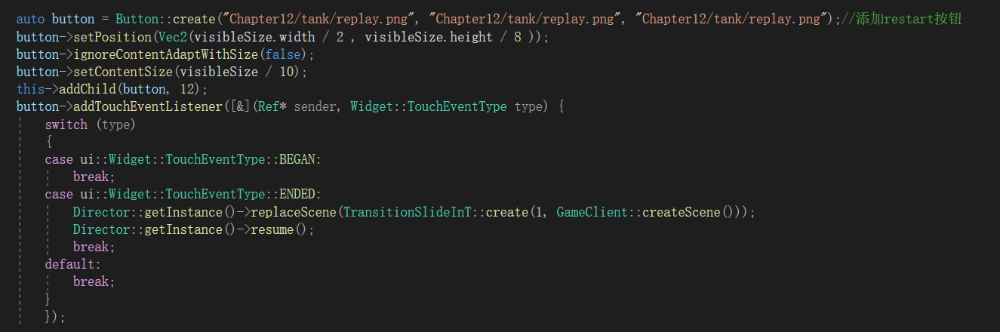 auto button = Button::create("Chapter12/tank/replay.png", "Chapter12/tank/replay.png", "Chapter12/tank/replay.png");//添加restart按钮
button->setPosition(Vec2(visibleSize.width / 2 , visibleSize.height / 8 ));
button->ignoreContentAdaptWithSize(false);
button->setContentSize(visibleSize / 10);
this->addChild(button, 12);
button->addTouchEventListener([&](Ref* sender, Widget::TouchEventType type) {
    switch (type)
    {
    case ui::Widget::TouchEventType::BEGAN:
        break;
    case ui::Widget::TouchEventType::ENDED:
        Director::getInstance()->replaceScene(TransitionSlideInT::create(1, GameClient::createScene()));
        Director::getInstance()->resume();
        break;
    default:
        break;
    }
    });